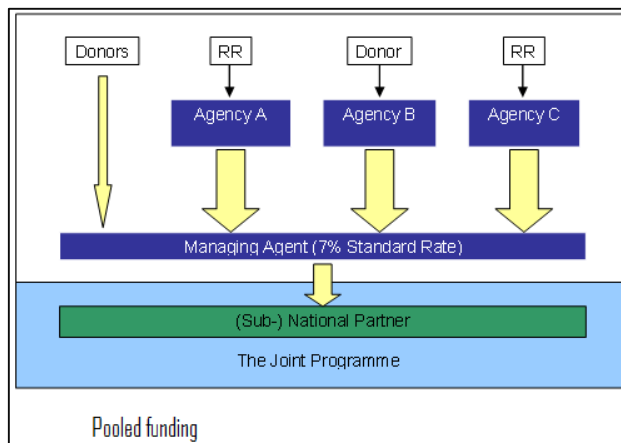 Donors
RR
Donor
RR
Agency A
Agency B
Agency C
Managing Agent (7% Standard Rate)
(Sub-) National Partner
The Joint Programme
Pooled funding